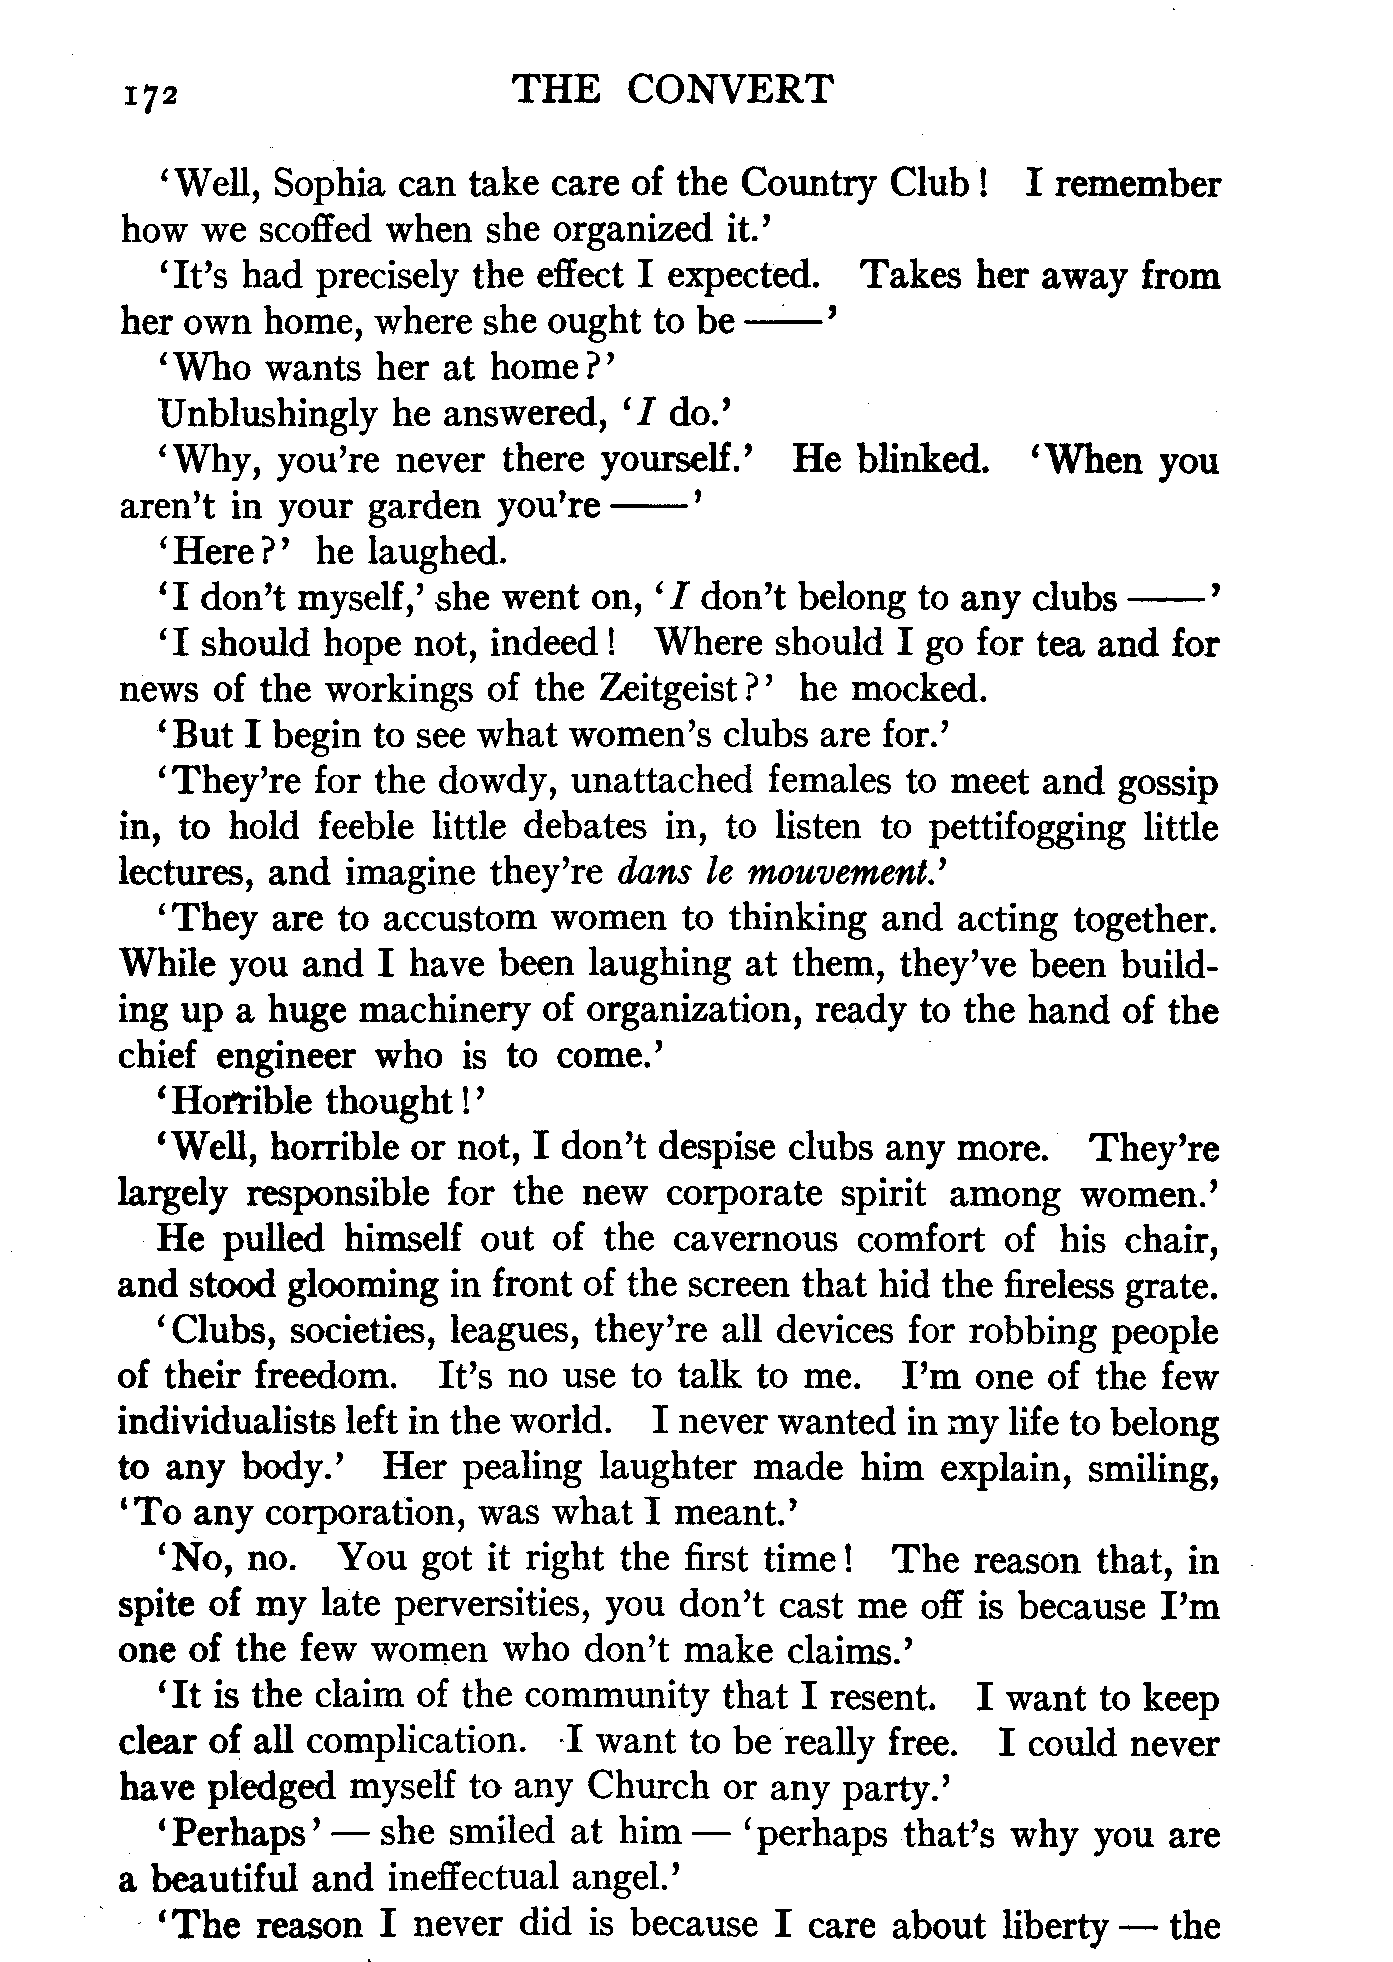 172 THE CONVERT
‘Well, Sophia can take care of the Country Club! I remember
how we scoffed when she organized it.’
‘It's had precisely the effect I expected. Takes her away from
her own home, where she ought to be ——’
‘Who wants her at home?’
Unblushingly he answered, ‘I do.’
‘Why, you're never there yourself.’ He blinked. ‘When you
aren't in your garden you're ——’
‘Here?’ he laughed.
‘I don't myself,’ she went on, ‘I don't belong to any clubs ——’
‘I should hope not, indeed! Where should I go for tea and for
news of the workings of the Zeitgeist?’ he mocked.
‘But I begin to see what women's clubs are for.’
‘They're for the dowdy, unattached females to meet and gossip
in, to hold feeble little debates in, to listen to pettifogging little
lectures, and imagine they're dans le mouvement.’
‘They are to accustom women to thinking and acting together.
While you and I have been laughing at them, they've been build-
ing up a huge machinery of organization, ready to the hand of the
chief engineer who is to come.’
‘Horrible thought!’
‘Well, horrible or not, I don't despise clubs any more. They're
largely responsible for the new corporate spirit among women.’
He pulled himself out of the cavernous comfort of his chair,
and stood glooming in front of the screen that hid the fireless grate.
‘Clubs, societies, leagues, they're all devices for robbing people
of their freedom. It's no use to talk to me. I'm one of the few
individualists left in the world. I never wanted in my life to belong
to any body.’ Her pealing laughter made him explain, smiling,
‘To any corporation, was what I meant.’
‘No, no. You got it right the first time! The reason that, in
spite of my late perversities, you don't cast me off is because I'm
one of the few women who don't make claims.’
‘It is the claim of the community that I resent. I want to keep
clear of all complication. I want to be really free. I could never
have pledged myself to any Church or any party.’
‘Perhaps’ — she smiled at him — ‘perhaps that's why you are
a beautiful and ineffectual angel.’
‘The reason I never did is because I care about liberty — the